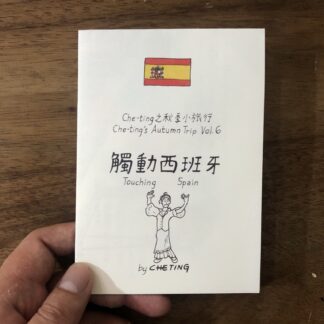 Che-ting之秋季小旅行
Che-ting's Autumn Trip Vol.6
觸動西班牙
Touching Spain
by CHETING